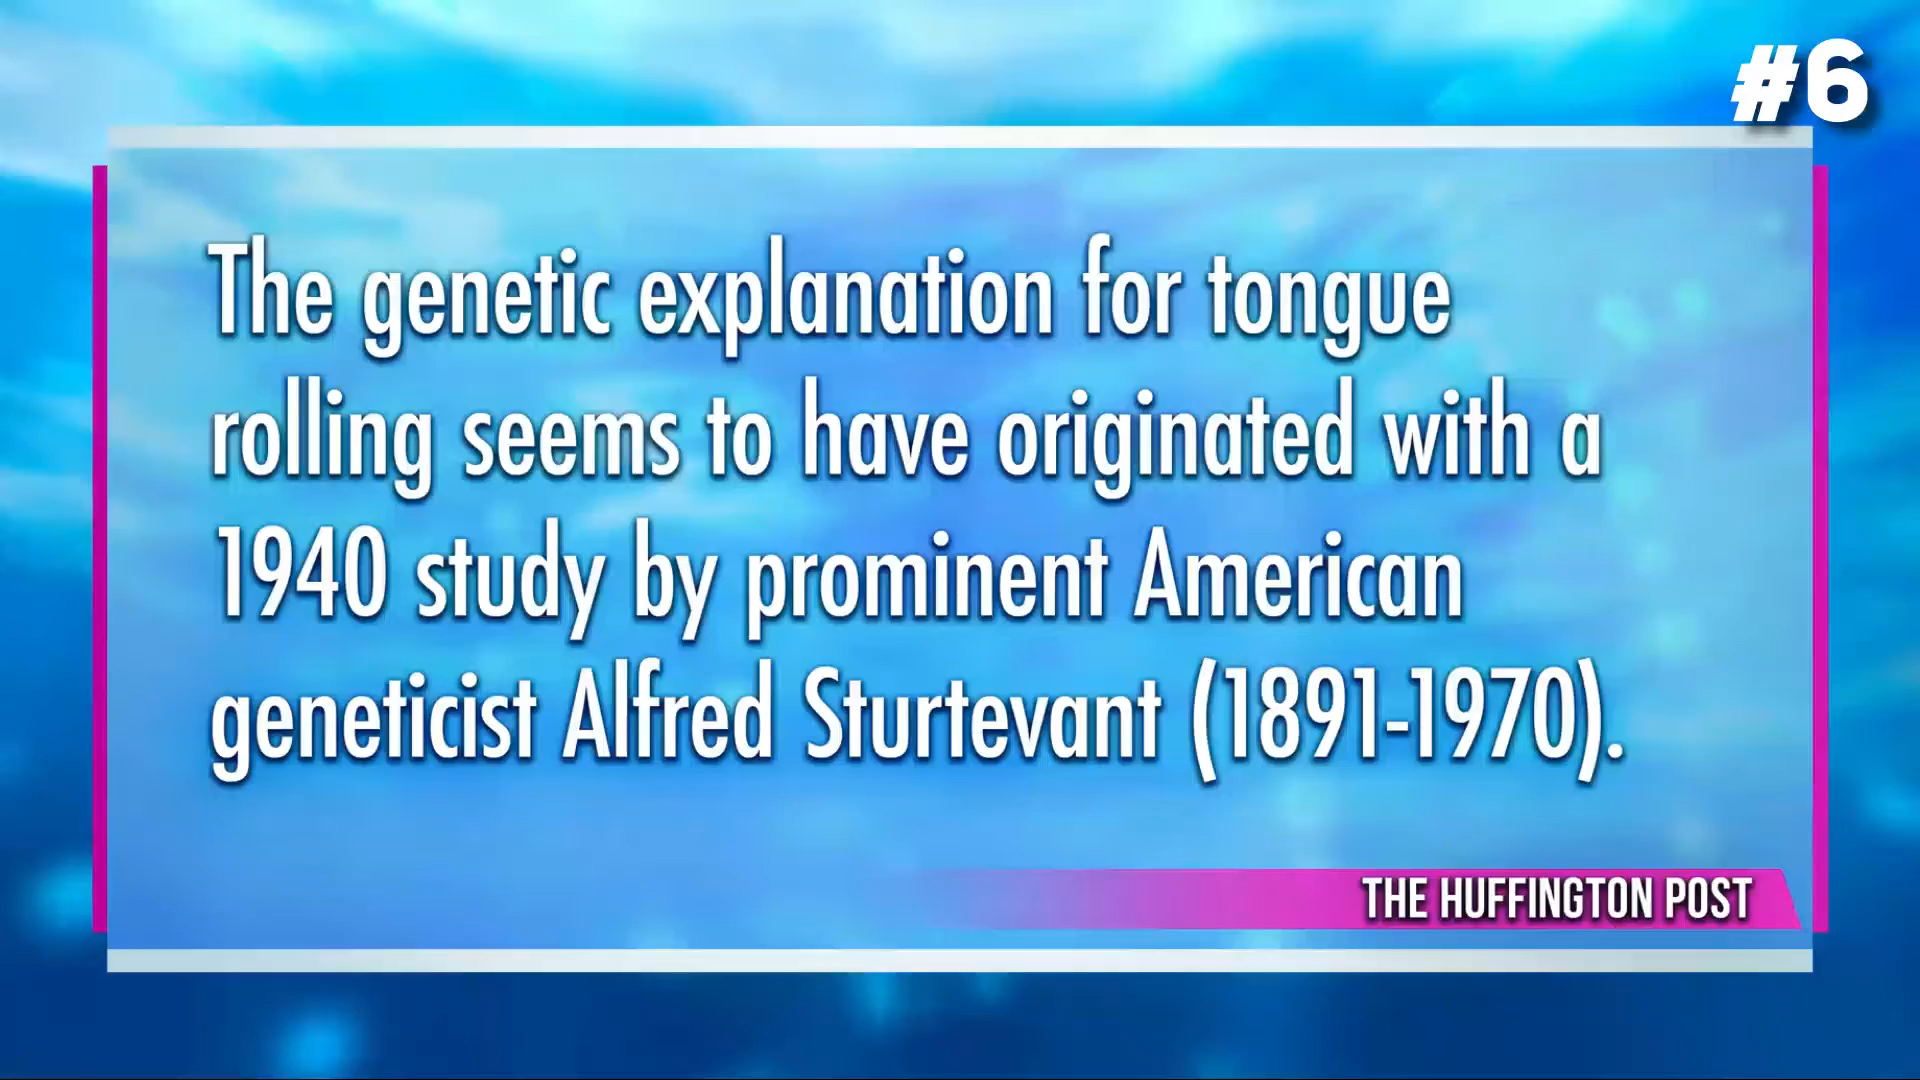 #6
The genetic explanation for tongue
rolling seems to have originated with a
1940 study by prominent American
geneticist Alfred Sturtevant (1891-1970).
THE HUFFINGTON POST